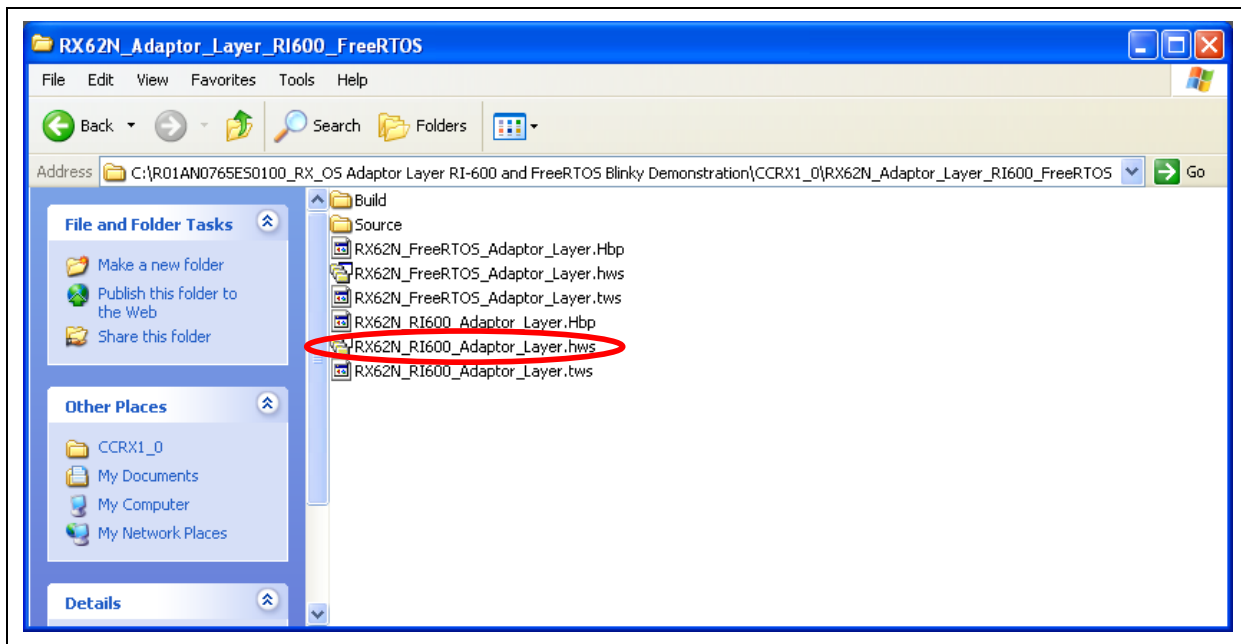 RX62N_Adaptor_Layer_RI600_FreeRTOS
File Edit View Favorites Tools Help
Back Search Folders
Address C:\R01AN0765ES0100_RX_OS Adaptor Layer RI-600 and FreeRTOS Blinky Demonstration\CCRX1_0\RX62N_Adaptor_Layer_RI600_FreeRTOS Go
File and Folder Tasks
Make a new folder
Publish this folder to
the Web
Share this folder
Other Places
CCRX1_0
My Documents
My Computer
My Network Places
Details
Build
Source
RX62N_FreeRTOS_Adaptor_Layer.Hbp
RX62N_FreeRTOS_Adaptor_Layer.hws
RX62N_FreeRTOS_Adaptor_Layer.tws
RX62N_RI600_Adaptor_Layer.Hbp
RX62N_RI600_Adaptor_Layer.hws
RX62N_RI600_Adaptor_Layer.tws